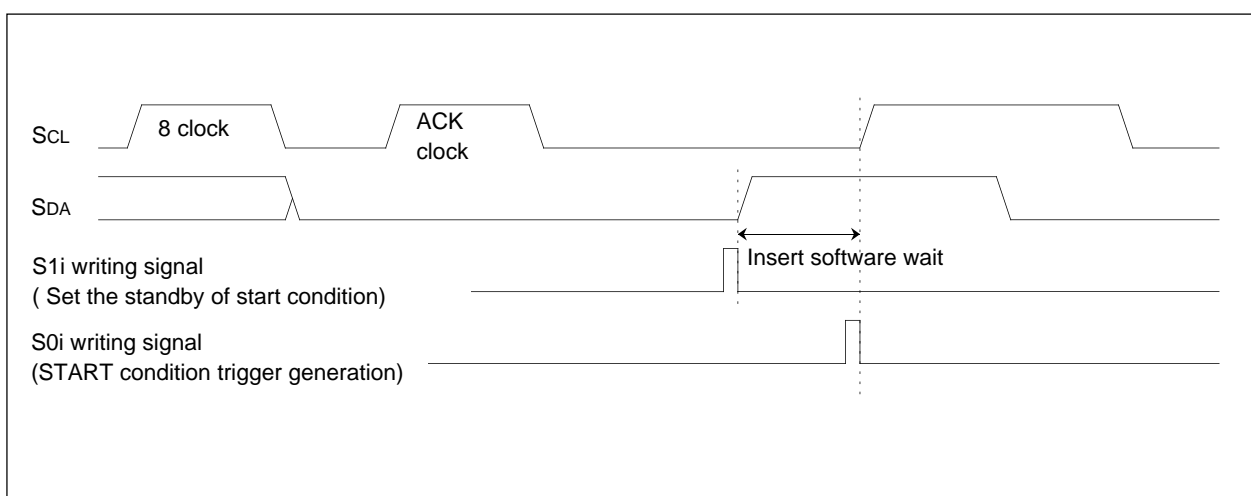 SCL
8 clock
ACK
clock
SDA
Insert software wait
S1i writing signal
( Set the standby of start condition)
S0i writing signal
(START condition trigger generation)